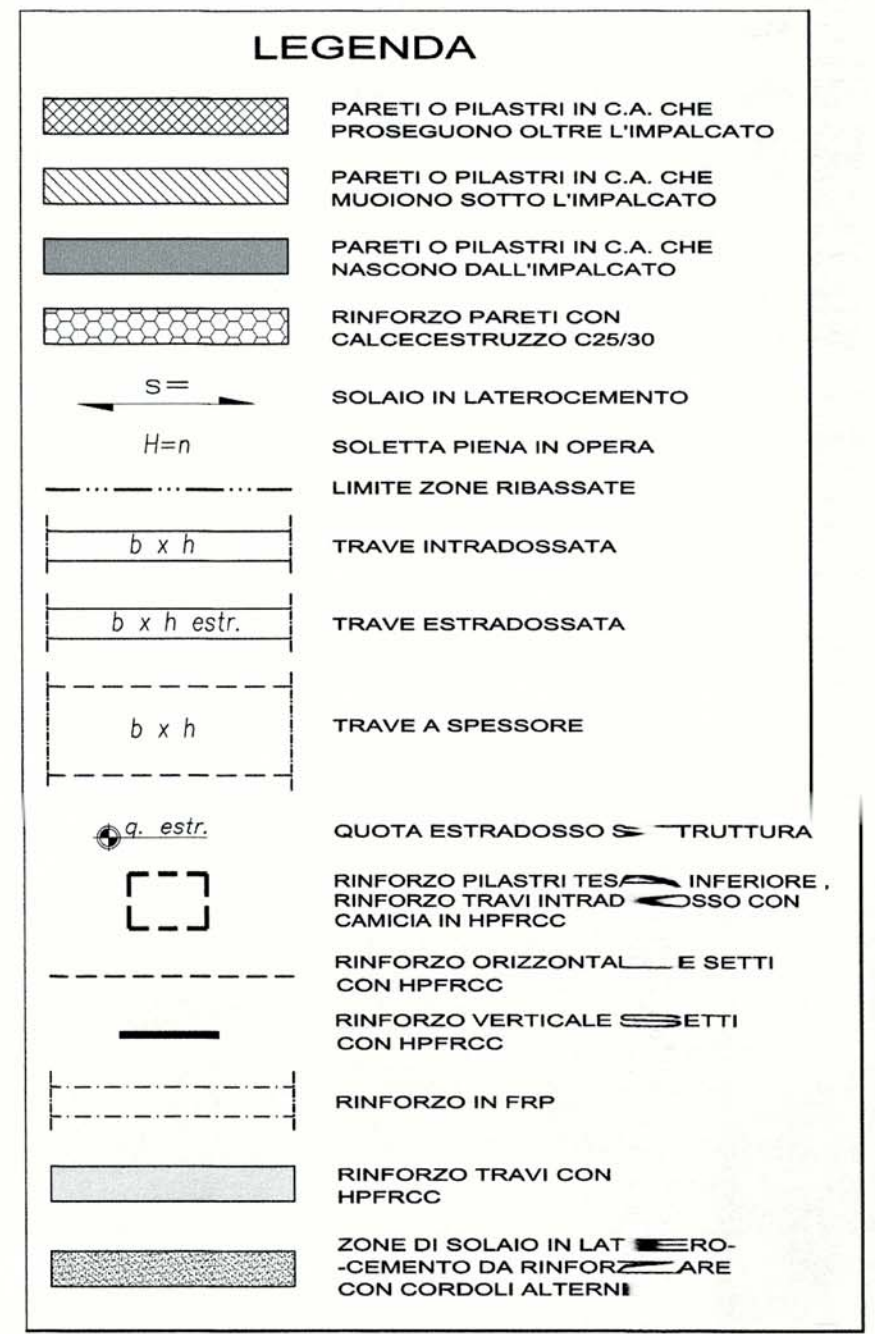 LEGENDA
PARETI O PILASTRI IN C.A. CHE
PROSEGUONO OLTRE L'IMPALCATO
PARETI O PILASTRI IN C.A. CHE
MUOIONO SOTTO L'IMPALCATO
PARETI O PILASTRI IN C.A. CHE
NASCONO DALL'IMPALCATO
RINFORZO PARETI CON
CALCECESTRUZZO C25/30
s=
SOLAIO IN LATEROCEMENTO
H=n
SOLETTA PIENA IN OPERA
LIMITE ZONE RIBASSATE
b x h
TRAVE INTRADOSSATA
b x h estr.
TRAVE ESTRADOSSATA
b x h
TRAVE A SPESSORE
q. estr.
QUOTA ESTRADOSSO
RINFORZO PILASTRI INFERIORE,
RINFORZO TRAVI CON
CAMICIA IN HPFRCC
RINFORZO SETTI
CON HPFRCC
RINFORZO VERTICALE
CON HPFRCC
RINFORZO IN FRP
RINFORZO TRAVI CON
HPFRCC
ZONE DI SOLAIO IN
-CEMENTO DA
CON CORDOLI